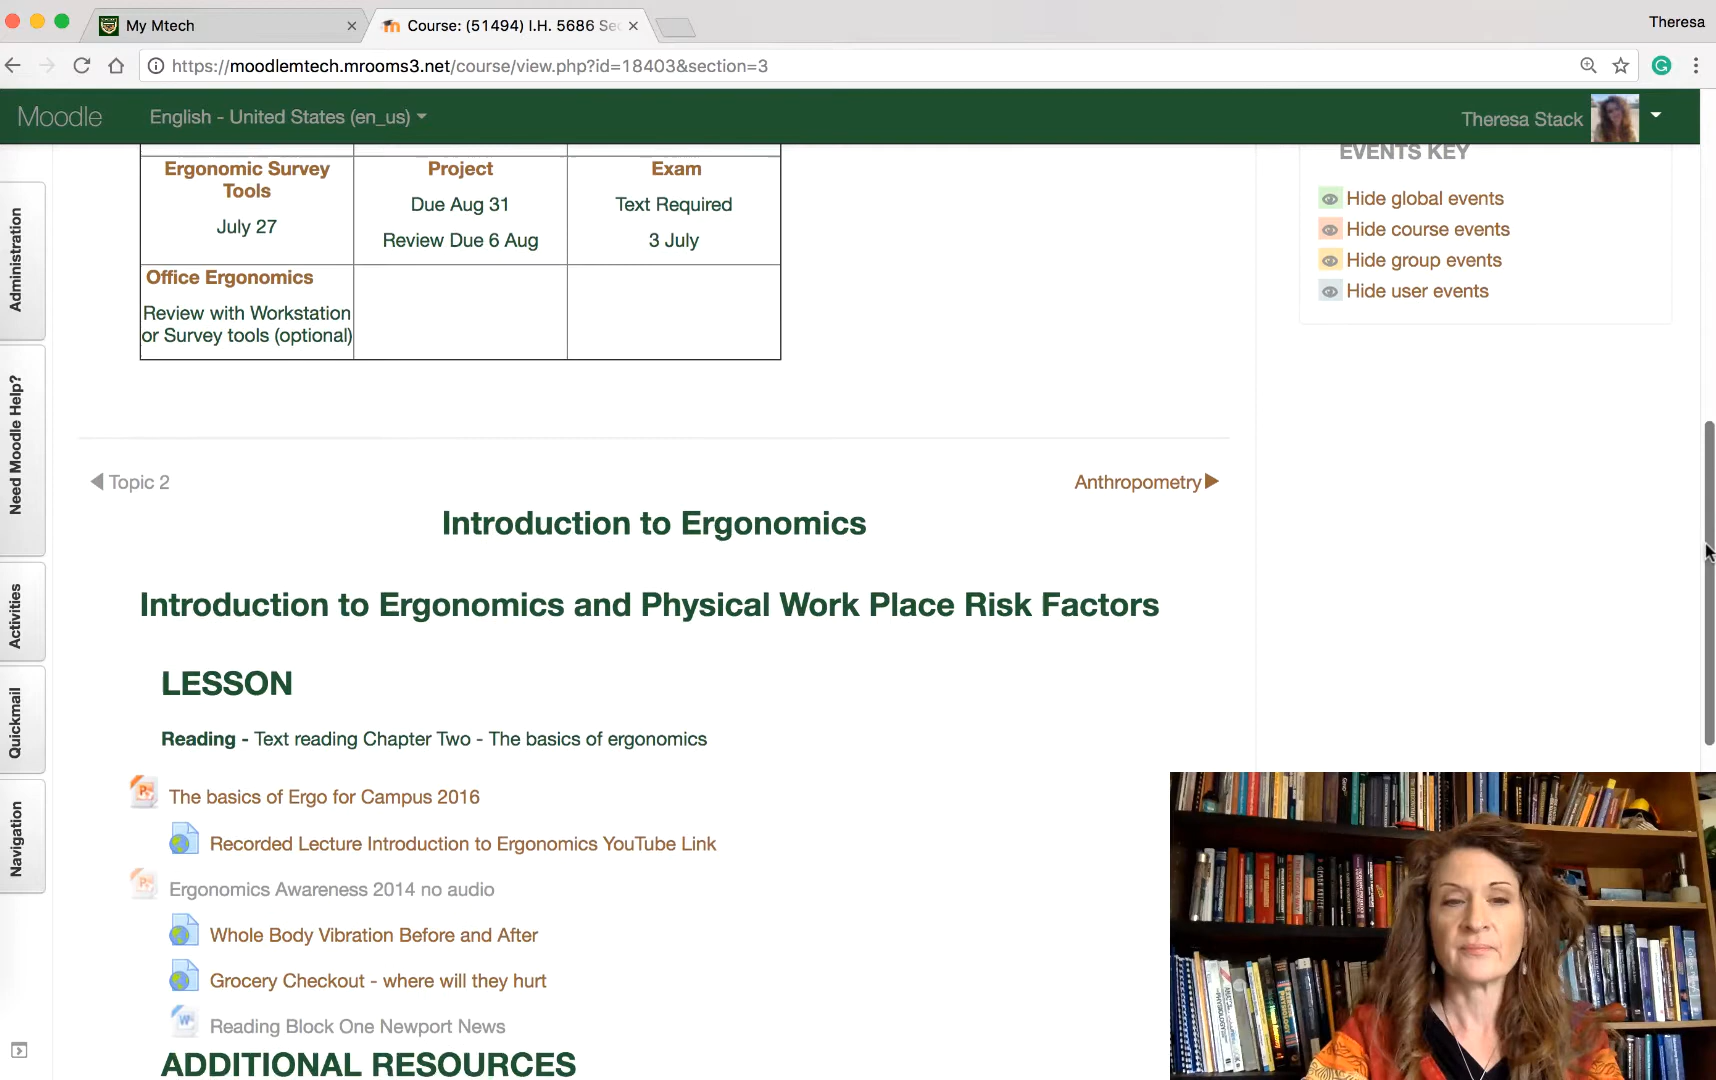 My Mtech
Course: (51494) I.H. 5686 Sec
Theresa
https://moodlemtech.mrooms3.net/course/view.php?id=18403&section=3
Moodle
English - United States (en_us)
Theresa Stack
Administration
Need Moodle Help?
Activities
Quickmail
Navigation
Ergonomic Survey
Tools
July 27
Project
Due Aug 31
Review Due 6 Aug
Exam
Text Required
3 July
Office Ergonomics
Review with Workstation
or Survey tools (optional)
EVENTS KEY
Hide global events
Hide course events
Hide group events
Hide user events
Topic 2
Anthropometry
Introduction to Ergonomics
Introduction to Ergonomics and Physical Work Place Risk Factors
LESSON
Reading - Text reading Chapter Two - The basics of ergonomics
The basics of Ergo for Campus 2016
Recorded Lecture Introduction to Ergonomics YouTube Link
Ergonomics Awareness 2014 no audio
Whole Body Vibration Before and After
Grocery Checkout - where will they hurt
Reading Block One Newport News
ADDITIONAL RESOURCES